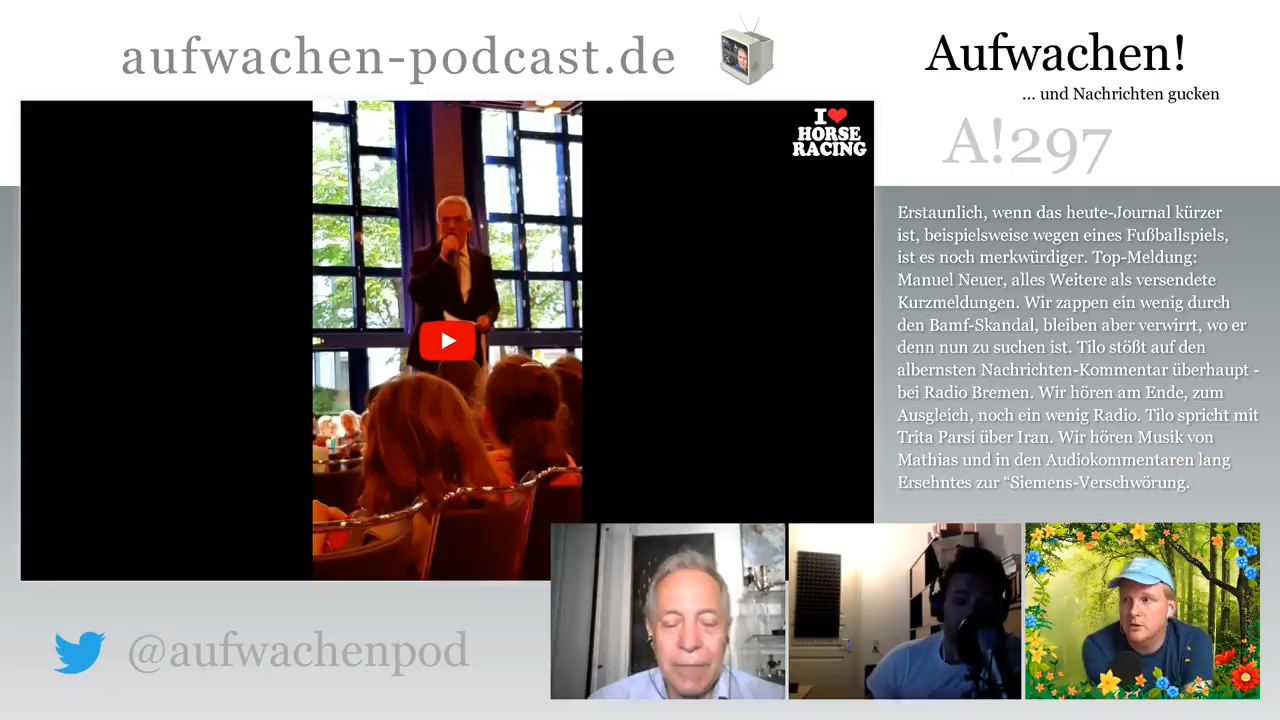 aufwachen-podcast.de
Aufwachen!
... und Nachrichten gucken
A!297
I
HORSE
RACING
Erstaunlich, wenn das heute-Journal kürzer
ist, beispielsweise wegen eines Fußballspiels,
ist es noch merkwürdiger. Top-Meldung:
Manuel Neuer, alles Weitere als versendete
Kurzmeldungen. Wir zappen ein wenig durch
den Bamf-Skandal, bleiben aber verwirrt, wo er
denn nun zu suchen ist. Tilo stößt auf den
albernsten Nachrichten-Kommentar überhaupt -
bei Radio Bremen. Wir hören am Ende, zum
Ausgleich, noch ein wenig Radio. Tilo spricht mit
Trita Parsi über Iran. Wir hören Musik von
Mathias und in den Audiokommentaren lang
Ersehntes zur “Siemens-Verschwörung.
@aufwachenpod